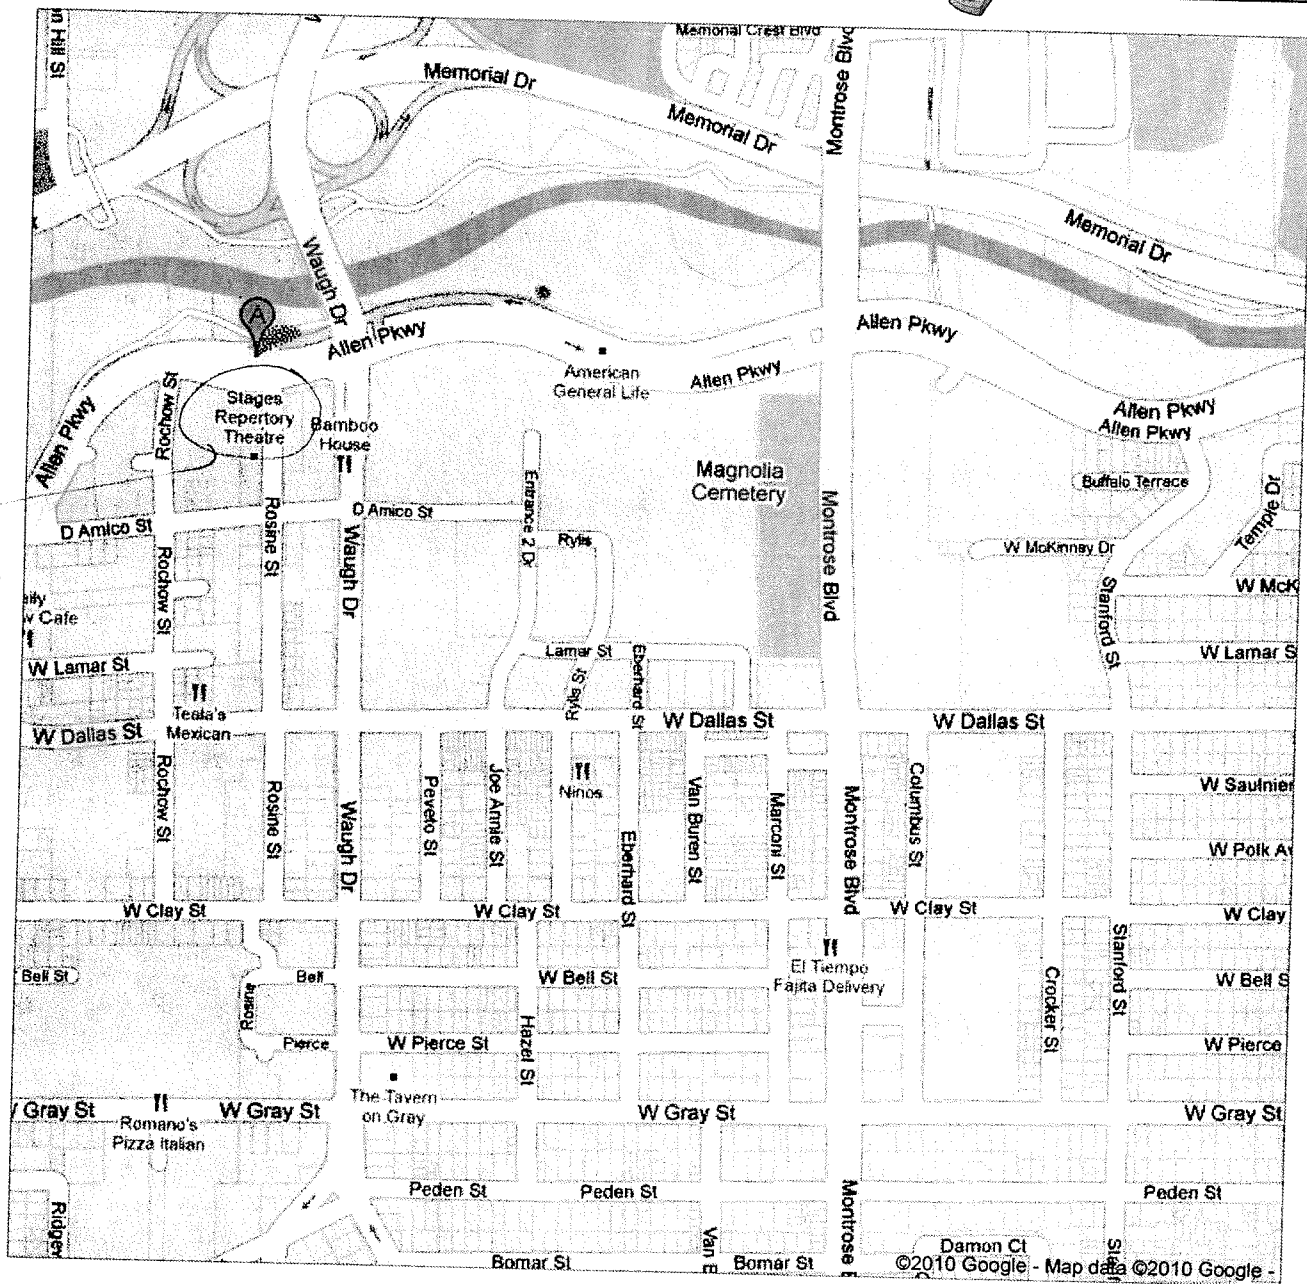 n Hill St
Memorial Crest Blvd
Montrose Blvd
Memorial Dr
Memorial Dr
Memorial Dr
Waugh Dr
A
Allen Pkwy
Allen Pkwy
American
General Life
Allen Pkwy
Allen Pkwy
Allen Pkwy
Allen Pkwy
Rochow St
Stages
Repertory
Theatre
Bamboo
House
Magnolia
Cemetery
Montrose Blvd
Buffalo Terrace
Temple Dr
D Amico St
D Amico St
Rosine St
Waugh Dr
Entrance 2 Dr
Rylis
W McKinney Dr
W McK
Rochow St
w Cafe
Stanford St
W Lamar St
Lamar St
Eberhard St
W Lamar S
Rylis St
Teala's
Mexican
W Dallas St
W Dallas St
W Dallas St
Rochow St
Rosine St
Waugh Dr
Peveto St
Joe Annie St
Ninos
Eberhard St
Van Buren St
Marconi St
Montrose Blvd
Columbus St
W Saulnier
W Polk Av
W Clay St
W Clay St
W Clay St
W Clay
Bell St
Bell
W Bell St
El Tiempo
Fajita Delivery
W Bell S
Rosine
Pierce
W Pierce St
Hazel St
Crocker St
Stanford St
W Pierce
The Tavern
on Gray
Gray St
W Gray St
W Gray St
W Gray St
Romano's
Pizza Italian
Peden St
Peden St
Peden St
Ridgew
Montrose B
Van B
Bomar St
Bomar St
Damon Ct
©2010 Google - Map data ©2010 Google -